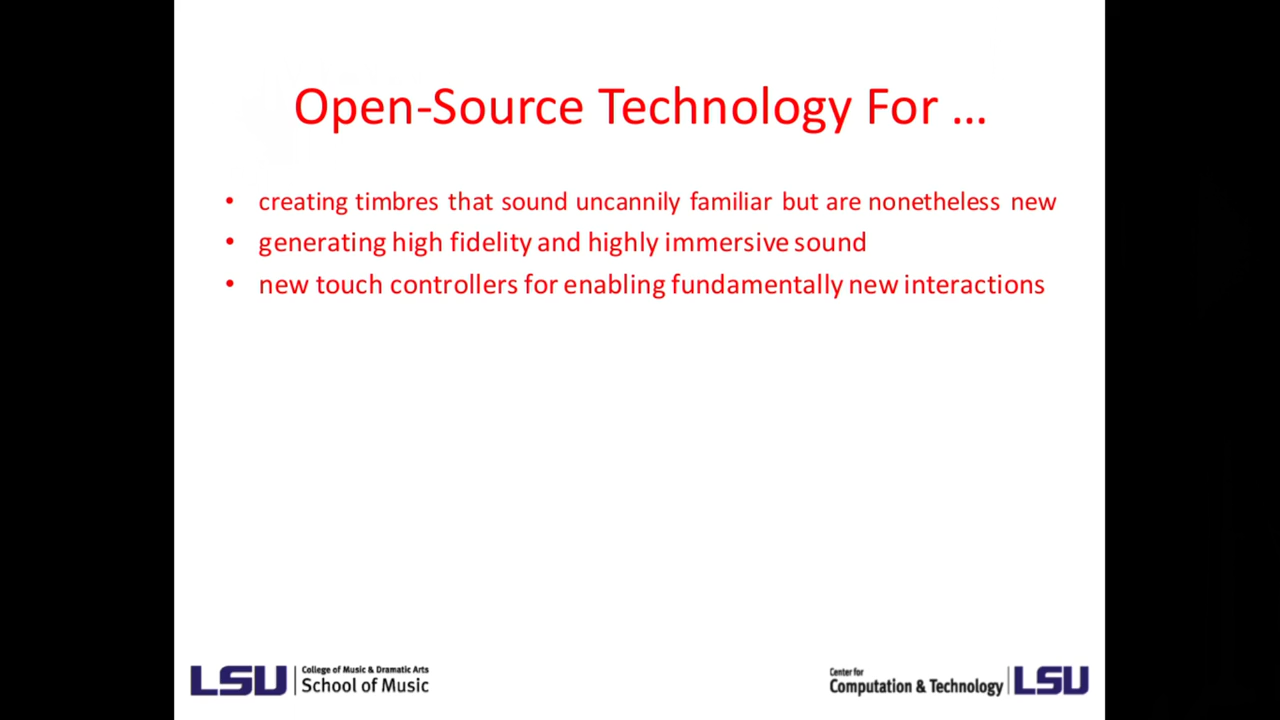 Open-Source Technology For ...
• creating timbres that sound uncannily familiar but are nonetheless new
• generating high fidelity and highly immersive sound
• new touch controllers for enabling fundamentally new interactions
LSU
College of Music & Dramatic Arts
School of Music
Center for
Computation & Technology
LSU